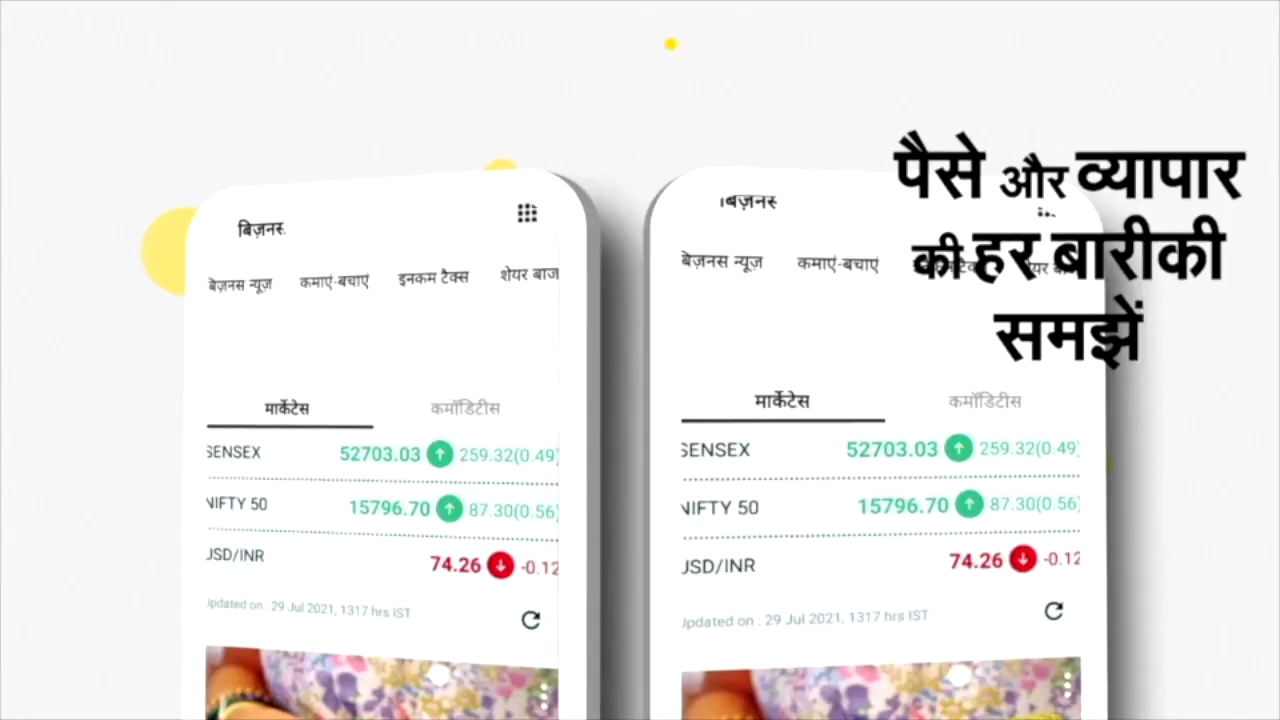 पैसे और व्यापार
की हर बारीकी
समझें
बिज़नस
बिज़नस न्यूज़ कमाएं-बचाएं इनकम टैक्स शेयर बाज
मार्केटेस कमॉडिटीस
SENSEX 52703.03 259.32(0.49)
NIFTY 50 15796.70 87.30(0.56)
USD/INR 74.26 -0.12
Updated on : 29 Jul 2021, 1317 hrs IST
बिज़नस
बिज़नस न्यूज़ कमाएं-बचाएं
मार्केटेस कमॉडिटीस
SENSEX 52703.03 259.32(0.49)
NIFTY 50 15796.70 87.30(0.56)
USD/INR 74.26 -0.12
Updated on : 29 Jul 2021, 1317 hrs IST